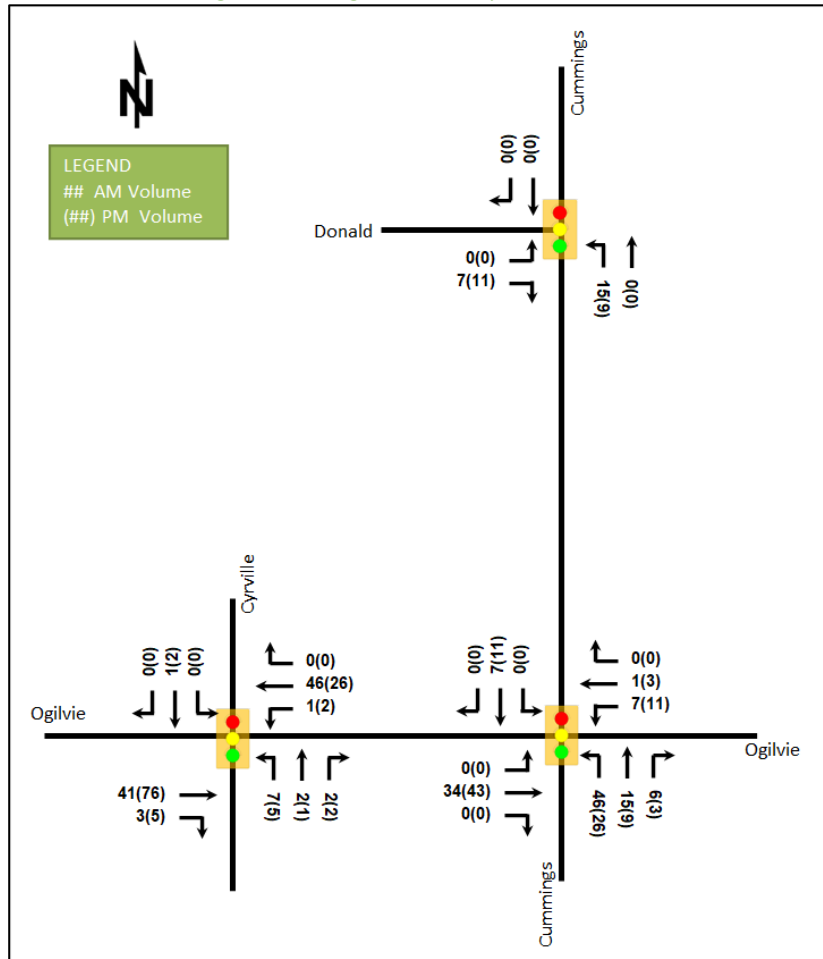 Cummings
N
LEGEND
## AM Volume
(##) PM Volume
0(0)
0(0)
Donald
0(0)
7(11)
15(9)
0(0)
Cyrville
0(0)
1(2)
0(0)
0(0)
46(26)
1(2)
0(0)
7(11)
0(0)
0(0)
1(3)
7(11)
Ogilvie
Ogilvie
41(76)
3(5)
7(5)
2(1)
2(2)
0(0)
34(43)
0(0)
46(26)
15(9)
6(3)
Cummings